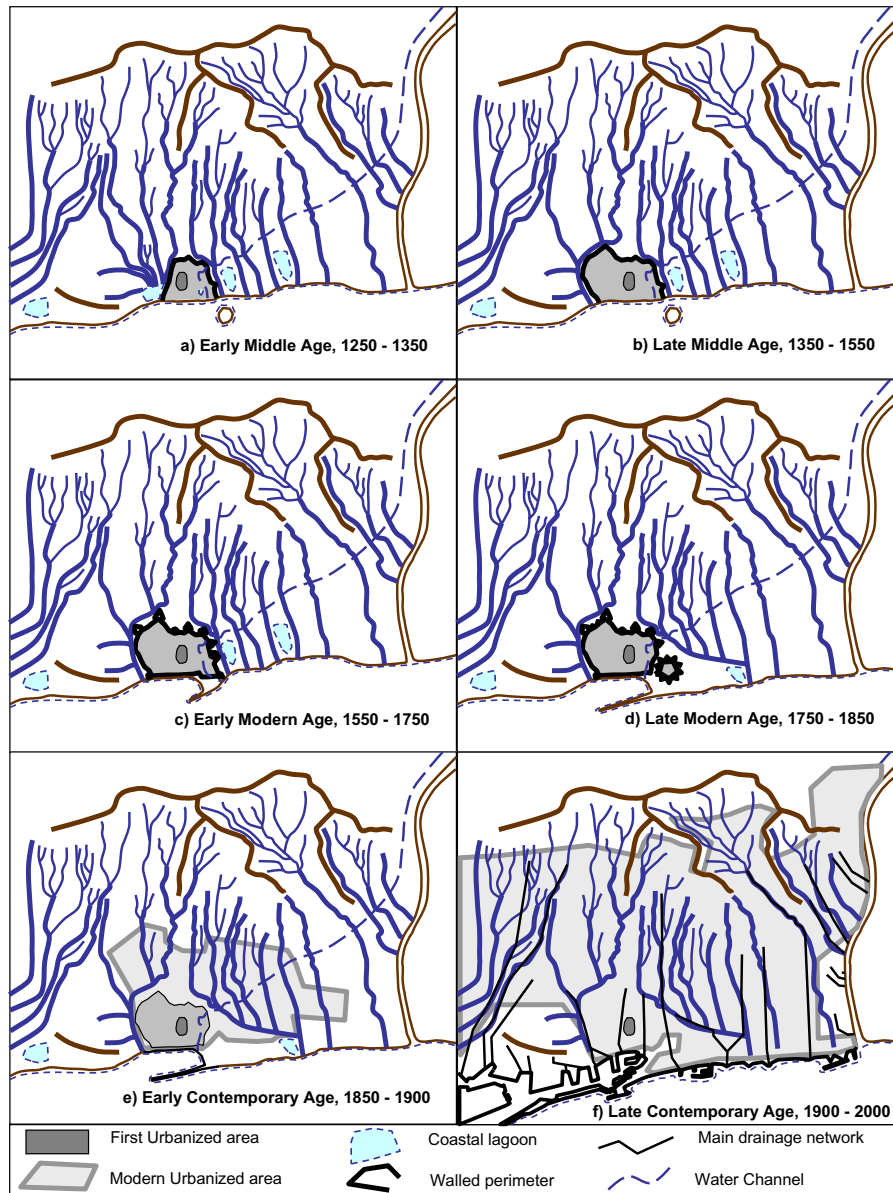 a) Early Middle Age, 1250 - 1350
b) Late Middle Age, 1350 - 1550
c) Early Modern Age, 1550 - 1750
d) Late Modern Age, 1750 - 1850
e) Early Contemporary Age, 1850 - 1900
f) Late Contemporary Age, 1900 - 2000
First Urbanized area
Coastal lagoon
Main drainage network
Modern Urbanized area
Walled perimeter
Water Channel